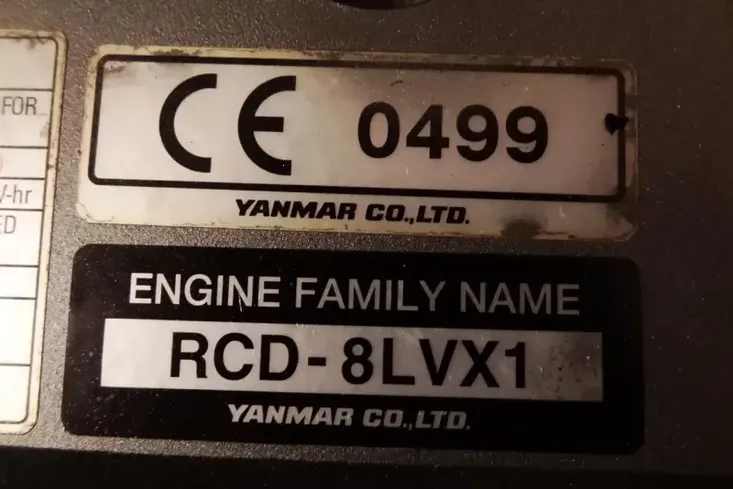 FOR
-hr
ED
CE 0499
YANMAR CO.,LTD.
ENGINE FAMILY NAME
RCD-8LVX1
YANMAR CO.,LTD.